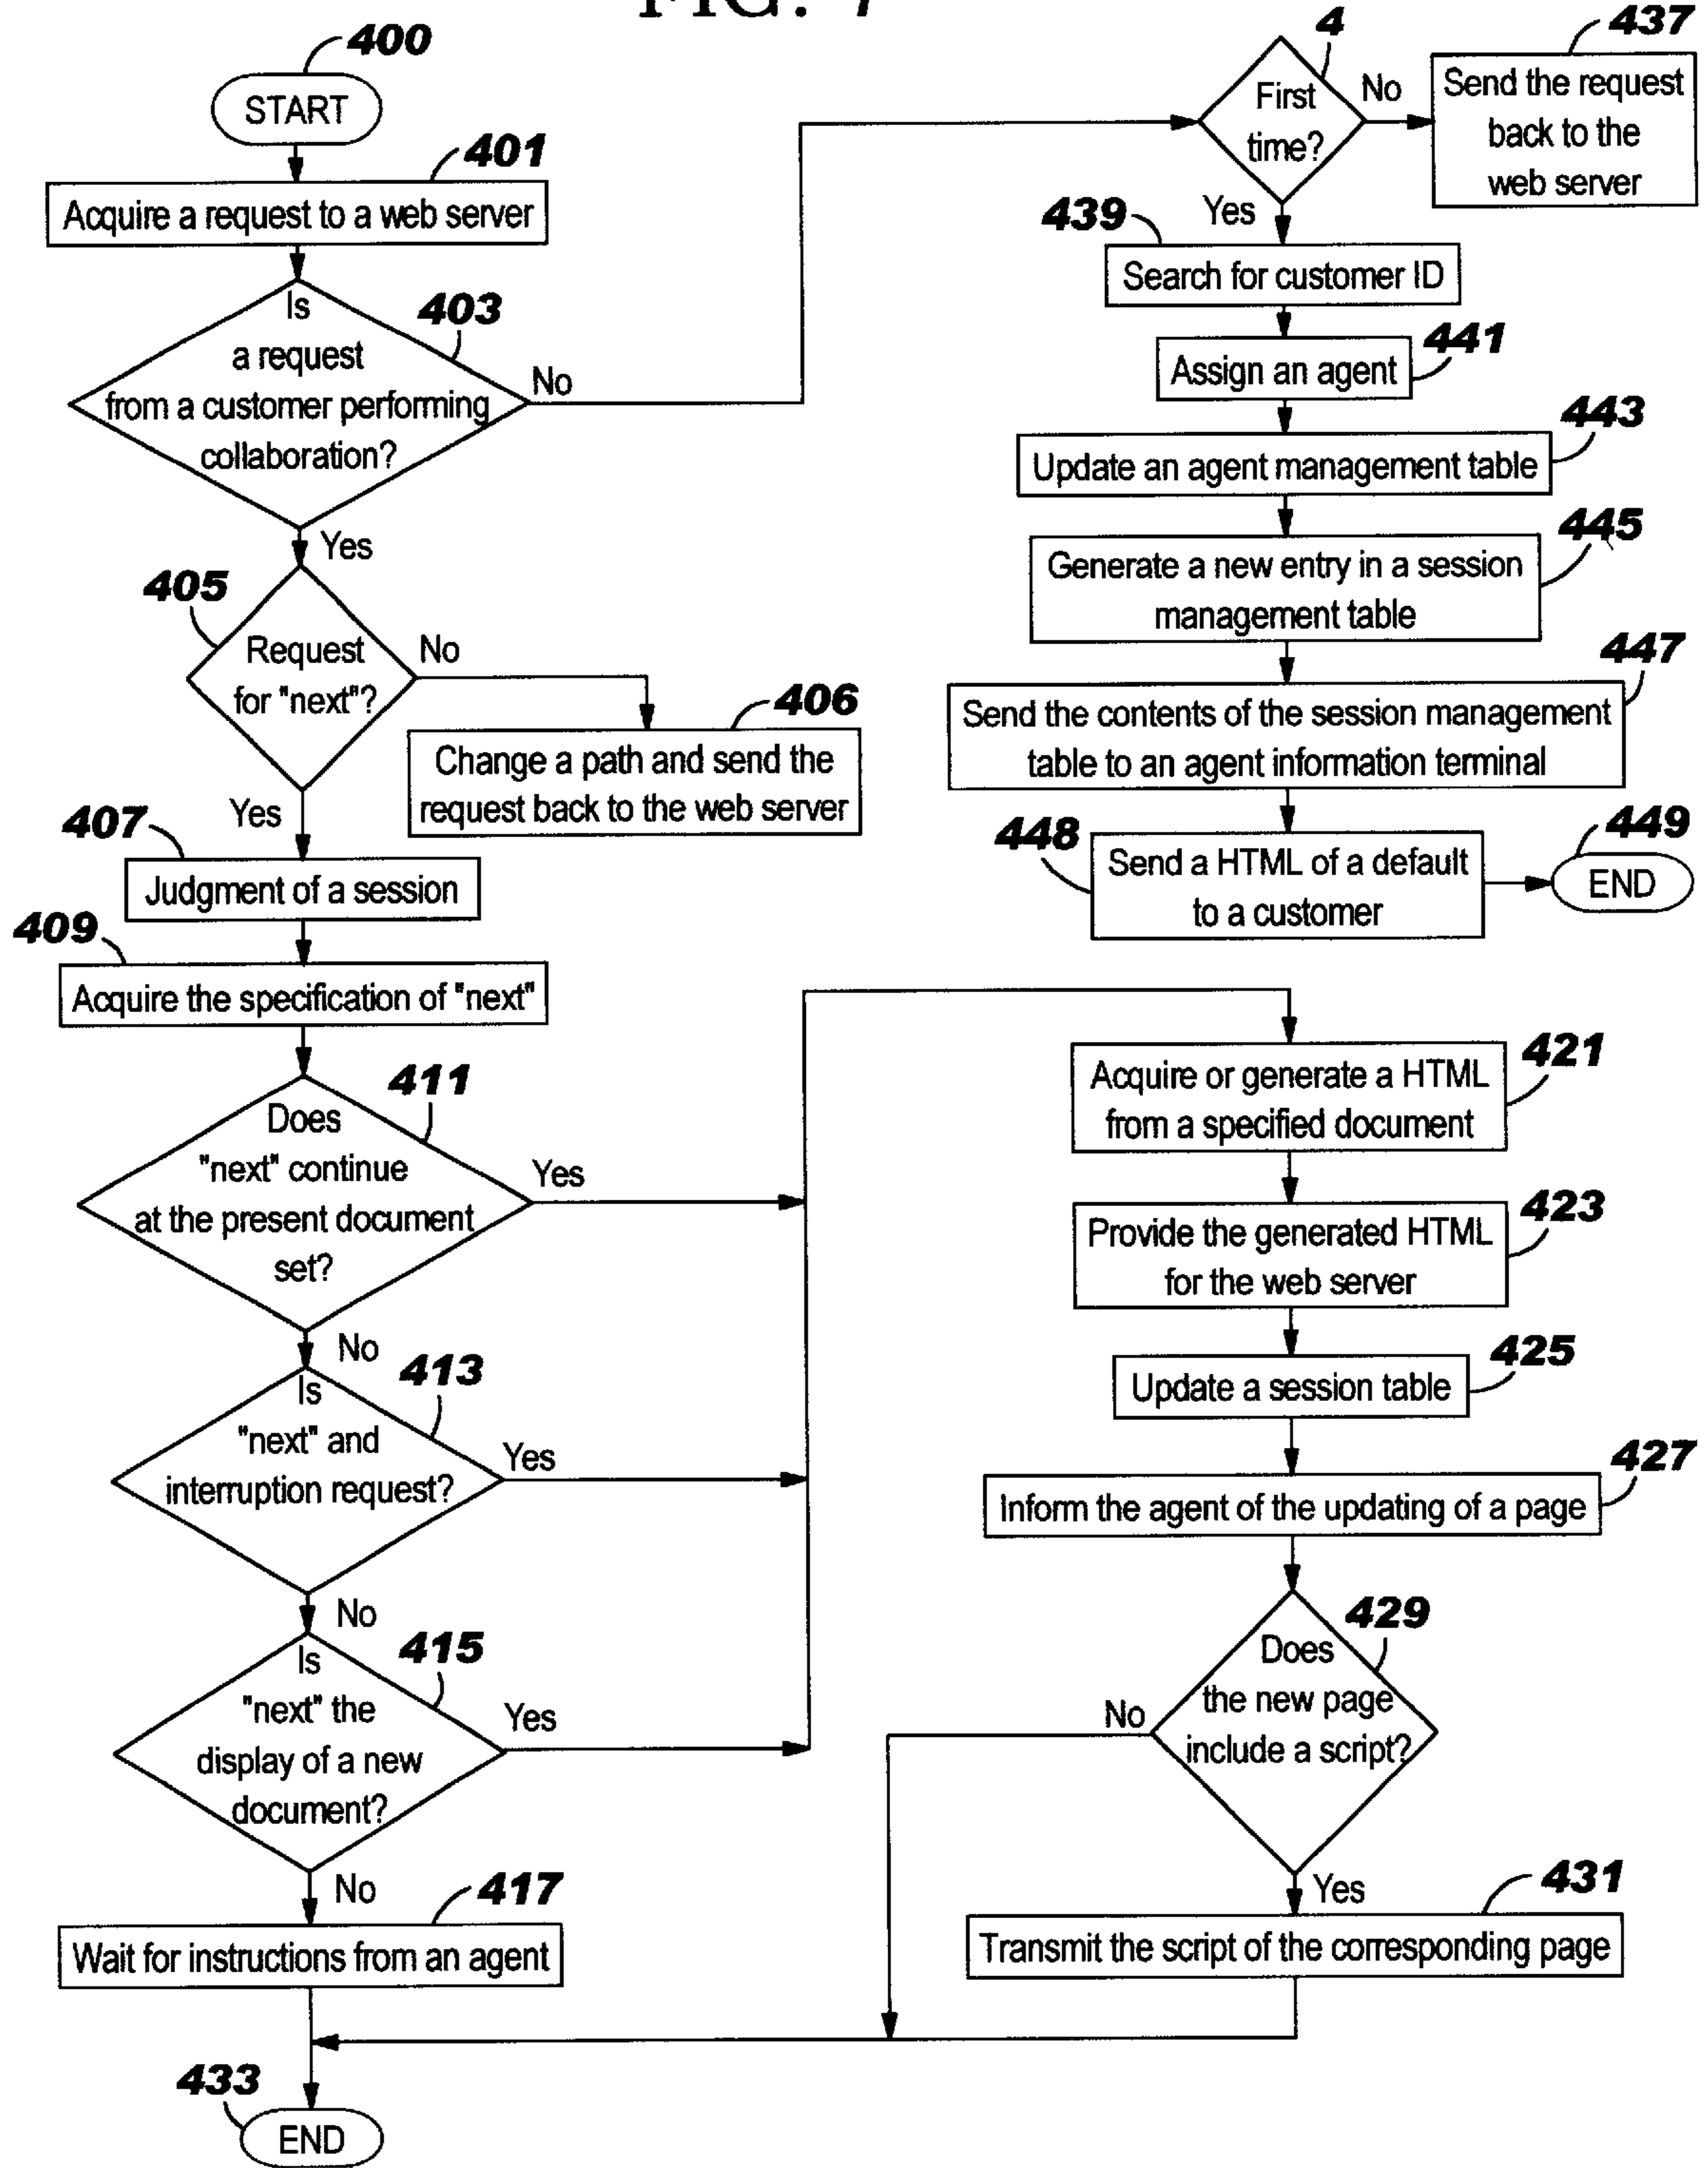 FIG. 7
400
START
401
Acquire a request to a web server
403
Is
a request
from a customer performing
collaboration?
No
Yes
405
Request
for "next"?
No
406
Change a path and send the
request back to the web server
Yes
407
Judgment of a session
409
Acquire the specification of "next"
411
Does
"next" continue
at the present document
set?
Yes
No
413
Is
"next" and
interruption request?
Yes
No
415
Is
"next" the
display of a new
document?
Yes
No
417
Wait for instructions from an agent
433
END
4
First
time?
No
437
Send the request
back to the
web server
Yes
439
Search for customer ID
441
Assign an agent
443
Update an agent management table
445
Generate a new entry in a session
management table
447
Send the contents of the session management
table to an agent information terminal
448
Send a HTML of a default
to a customer
449
END
421
Acquire or generate a HTML
from a specified document
423
Provide the generated HTML
for the web server
425
Update a session table
427
Inform the agent of the updating of a page
429
Does
the new page
include a script?
No
Yes
431
Transmit the script of the corresponding page